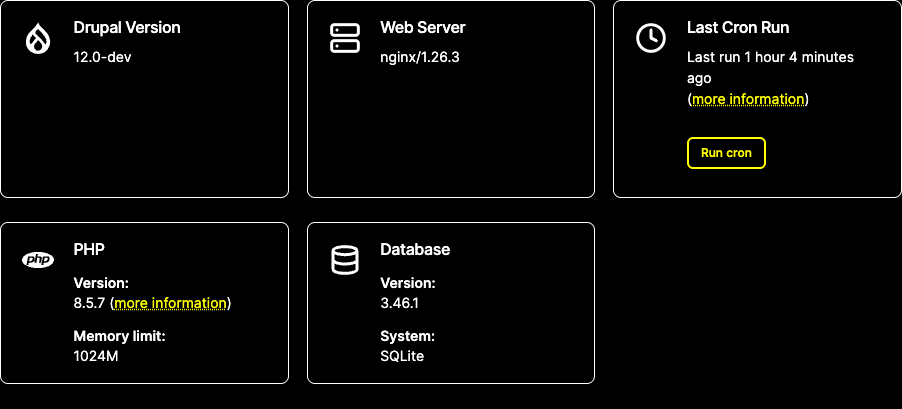 Drupal Version
12.0-dev
Web Server
nginx/1.26.3
Last Cron Run
Last run 1 hour 4 minutes
ago
(more information)
Run cron
php
PHP
Version:
8.5.7 (more information)
Memory limit:
1024M
Database
Version:
3.46.1
System:
SQLite